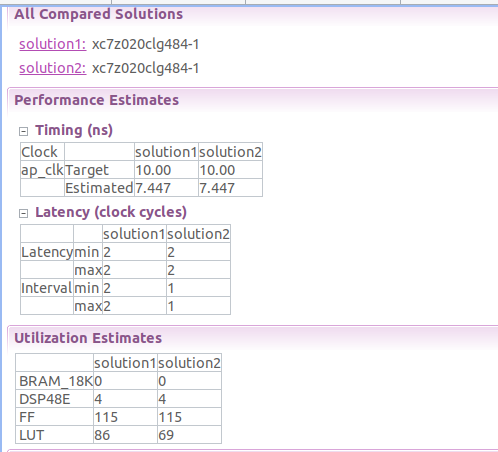 All Compared Solutions
solution1: xc7z020clg484-1
solution2: xc7z020clg484-1
Performance Estimates
Timing (ns)
Clock solution1 solution2
ap_clk Target 10.00 10.00
Estimated 7.447 7.447
Latency (clock cycles)
solution1 solution2
Latency min 2 2
max 2 2
Interval min 2 1
max 2 1
Utilization Estimates
solution1 solution2
BRAM_18K 0 0
DSP48E 4 4
FF 115 115
LUT 86 69